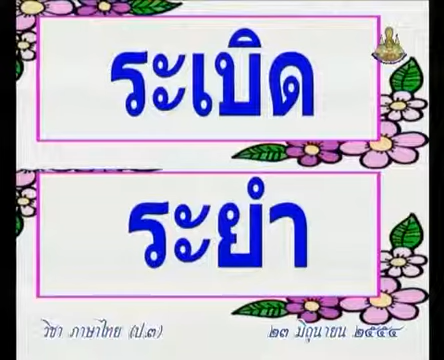 ระเบิด
ระยำ
วิชา ภาษาไทย (ป.๓)
๒๓ มิถุนายน ๒๕๕๔